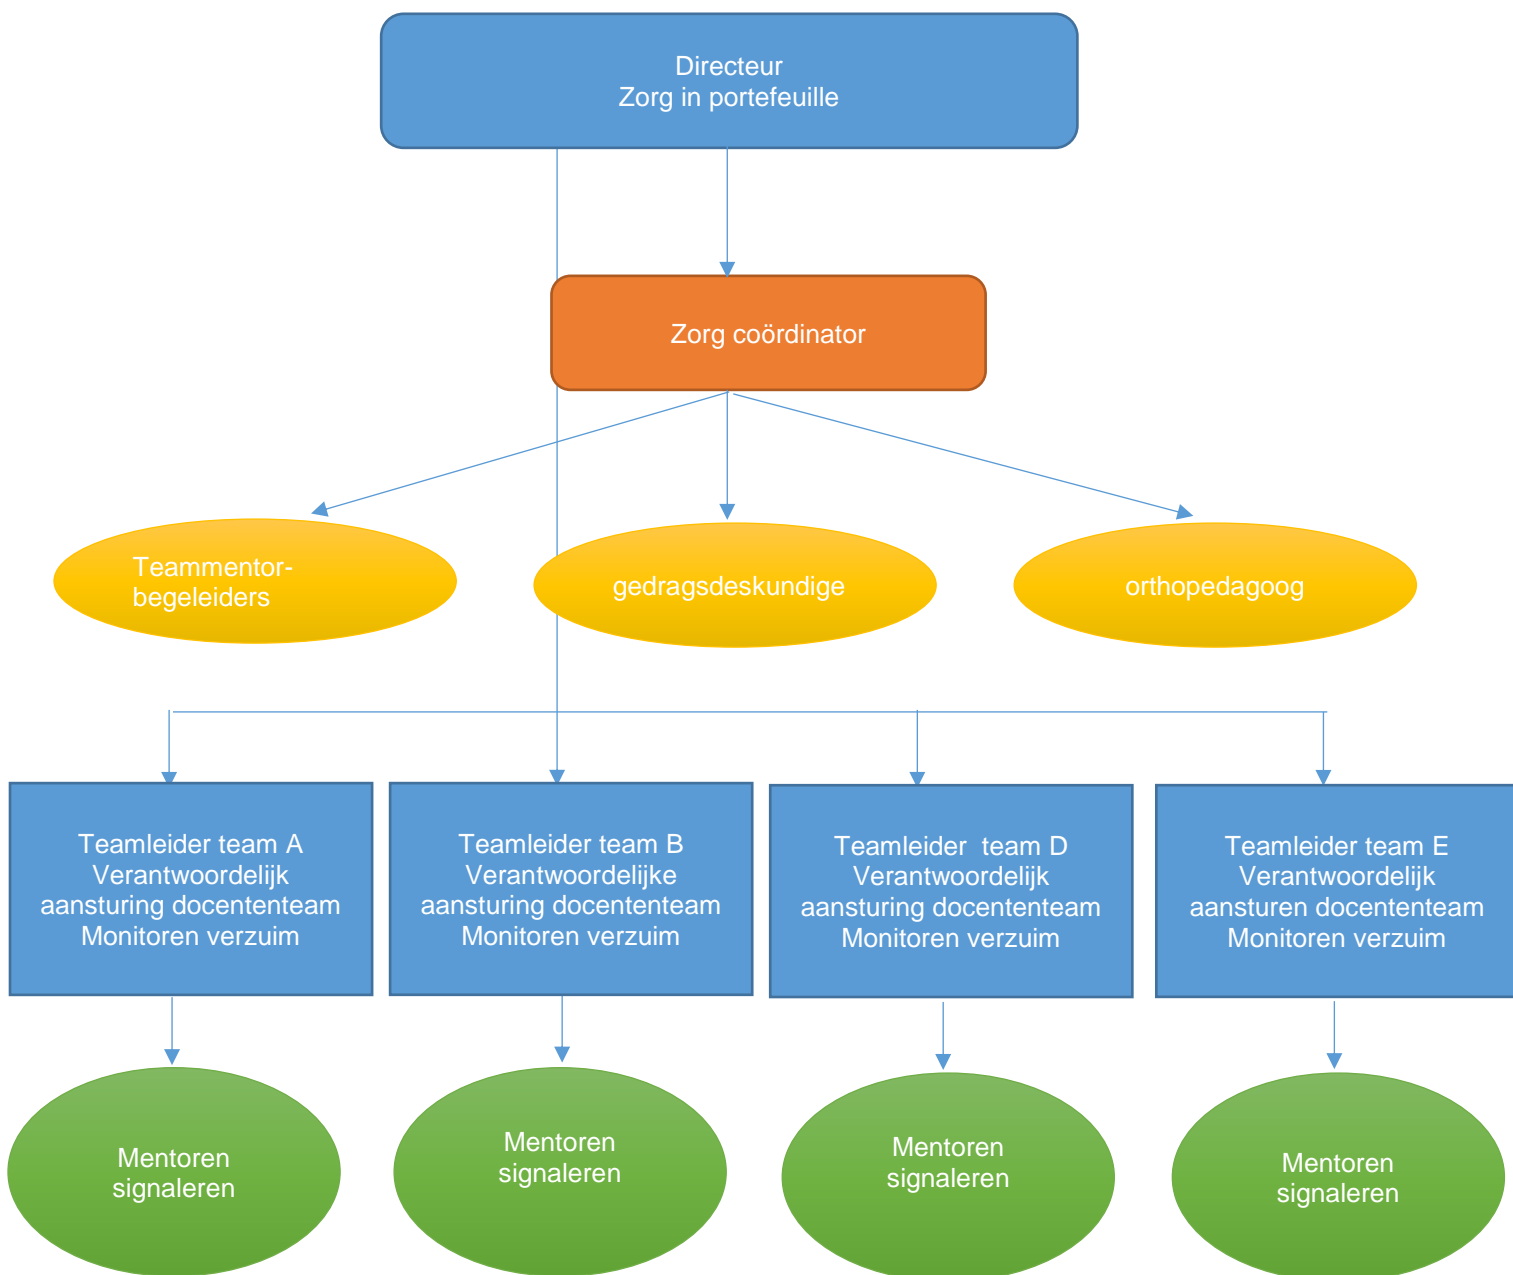 Directeur
Zorg in portefeuille
Zorg coördinator
Teammentor-
begeleiders
gedragsdeskundige
orthopedagoog
Teamleider team A
Verantwoordelijk
aansturing docententeam
Monitoren verzuim
Teamleider team B
Verantwoordelijke
aansturing docententeam
Monitoren verzuim
Teamleider  team D
Verantwoordelijk
aansturing docententeam
Monitoren verzuim
Teamleider team E
Verantwoordelijk
aansturen docententeam
Monitoren verzuim
Mentoren
signaleren
Mentoren
signaleren
Mentoren
signaleren
Mentoren
signaleren